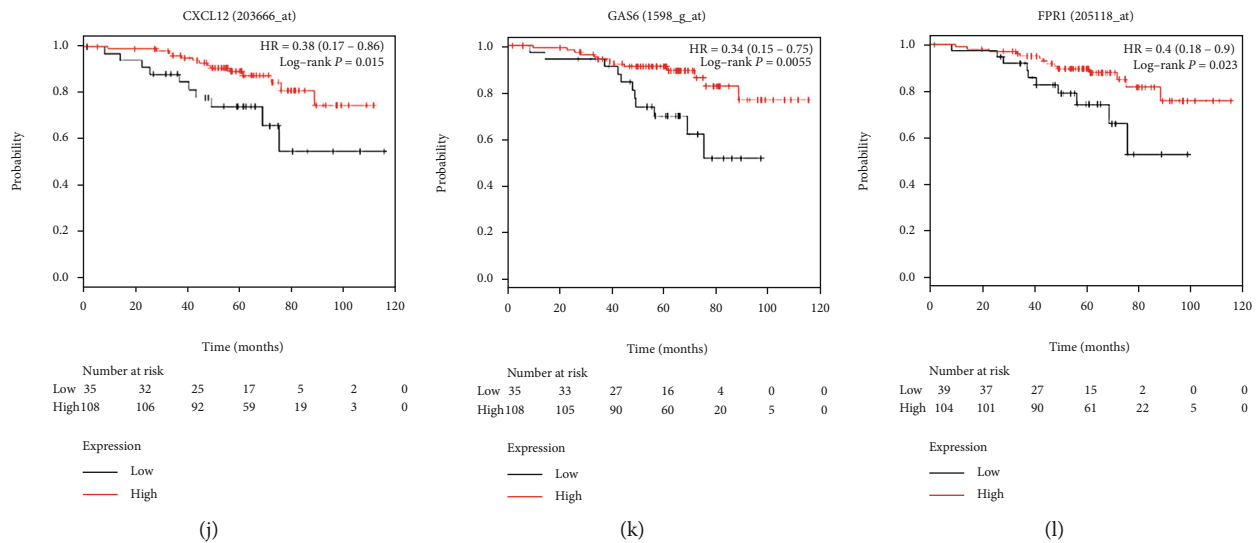 CXCL12 (203666_at)
HR = 0.38 (0.17 – 0.86)
Log−rank P = 0.015
1.0
0.8
0.6
0.4
0.2
0.0
Probability
0 20 40 60 80 100 120
Time (months)
Number at risk
Low 35 32 25 17 5 2 0
High 108 106 92 59 19 3 0
Expression
Low
High
(j)
GAS6 (1598_g_at)
HR = 0.34 (0.15 – 0.75)
Log−rank P = 0.0055
1.0
0.8
0.6
0.4
0.2
0.0
Probability
0 20 40 60 80 100 120
Time (months)
Number at risk
Low 35 33 27 16 4 0 0
High 108 105 90 60 20 5 0
Expression
Low
High
(k)
FPR1 (205118_at)
HR = 0.4 (0.18 – 0.9)
Log−rank P = 0.023
1.0
0.8
0.6
0.4
0.2
0.0
Probability
0 20 40 60 80 100 120
Time (months)
Number at risk
Low 39 37 27 15 2 0 0
High 104 101 90 61 22 5 0
Expression
Low
High
(l)